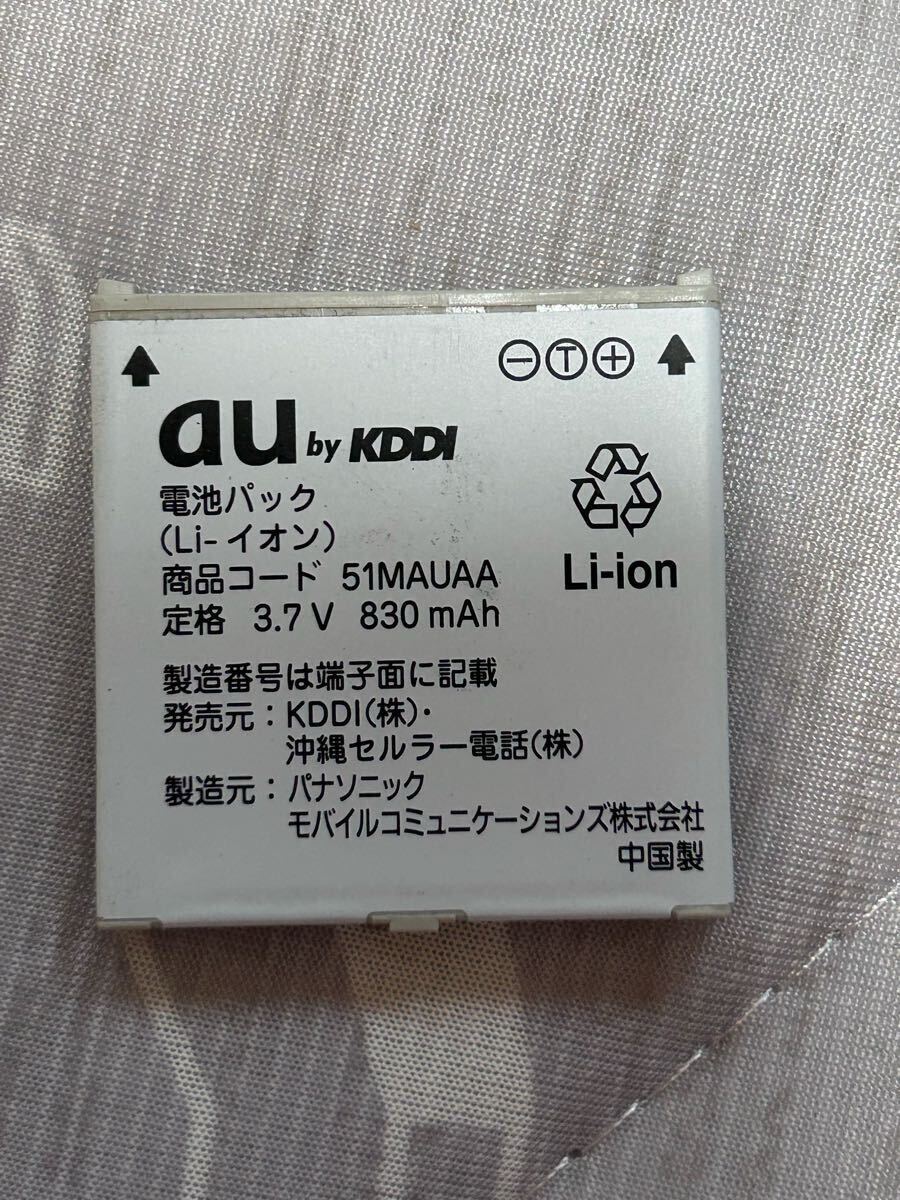 ⊖Ⓣ⊕
au by KDDI
電池パック
(Li-イオン)
商品コード 51MAUAA
定格 3.7 V 830 mAh
Li-ion
製造番号は端子面に記載
発売元：KDDI(株)・
沖縄セルラー電話(株)
製造元：パナソニック
モバイルコミュニケーションズ株式会社
中国製